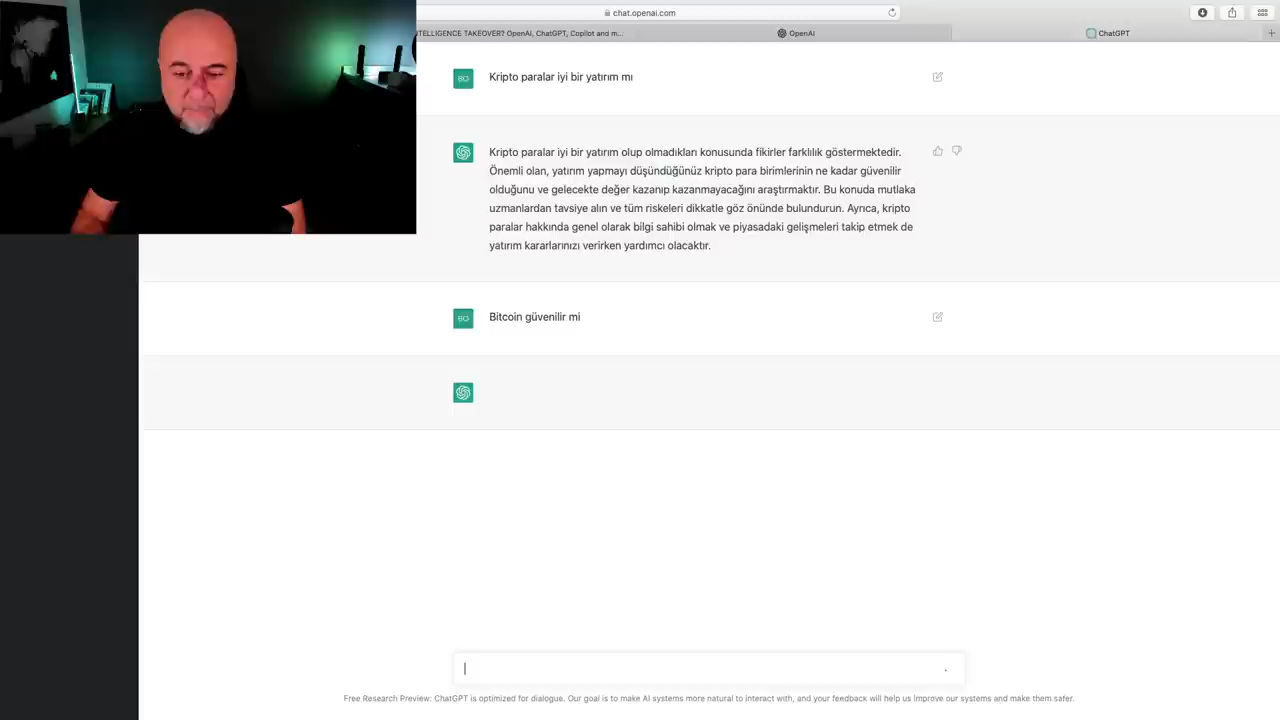 chat.openai.com
NTELLIGENCE TAKEOVER? OpenAi, ChatGPT, Copilot and m...
OpenAI
ChatGPT
BO
Kripto paralar iyi bir yatırım mı
Kripto paralar iyi bir yatırım olup olmadıkları konusunda fikirler farklılık göstermektedir.
Önemli olan, yatırım yapmayı düşündüğünüz kripto para birimlerinin ne kadar güvenilir
olduğunu ve gelecekte değer kazanıp kazanmayacağını araştırmaktır. Bu konuda mutlaka
uzmanlardan tavsiye alın ve tüm riskeleri dikkatle göz önünde bulundurun. Ayrıca, kripto
paralar hakkında genel olarak bilgi sahibi olmak ve piyasadaki gelişmeleri takip etmek de
yatırım kararlarınızı verirken yardımcı olacaktır.
BO
Bitcoin güvenilir mi
Free Research Preview: ChatGPT is optimized for dialogue. Our goal is to make AI systems more natural to interact with, and your feedback will help us improve our systems and make them safer.